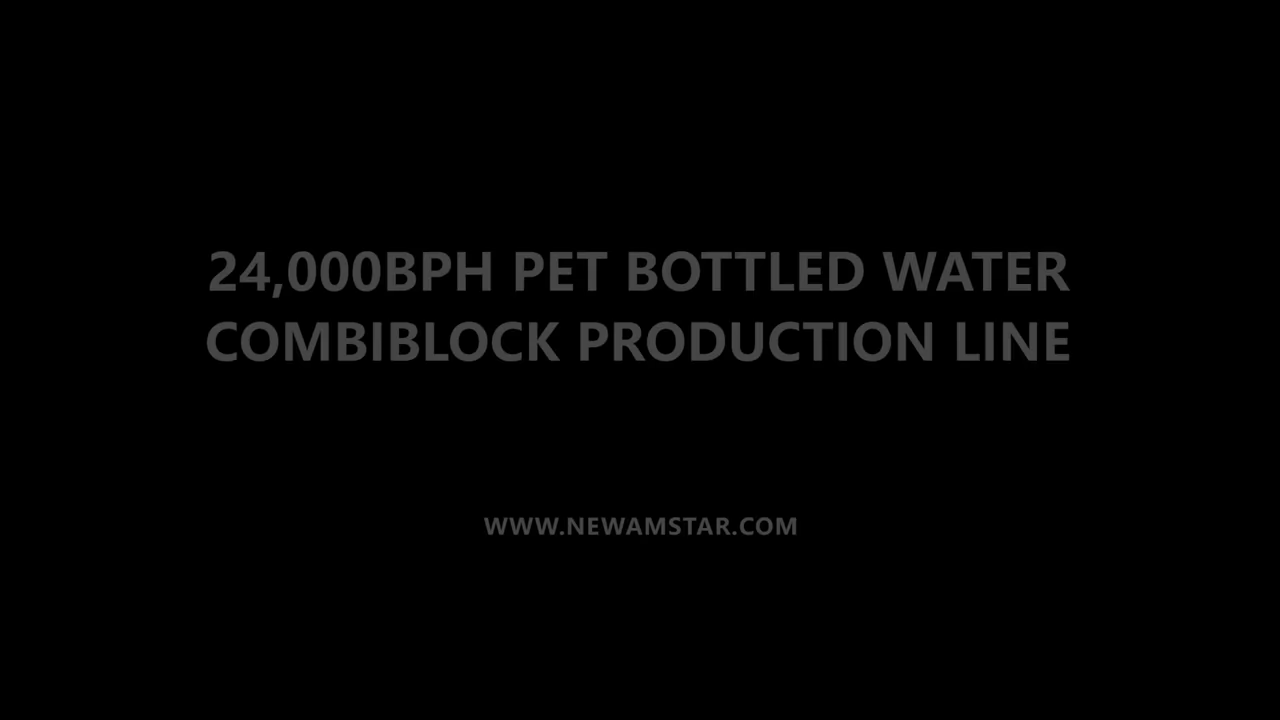 24,000BPH PET BOTTLED WATER
COMBIBLOCK PRODUCTION LINE
WWW.NEWAMSTAR.COM